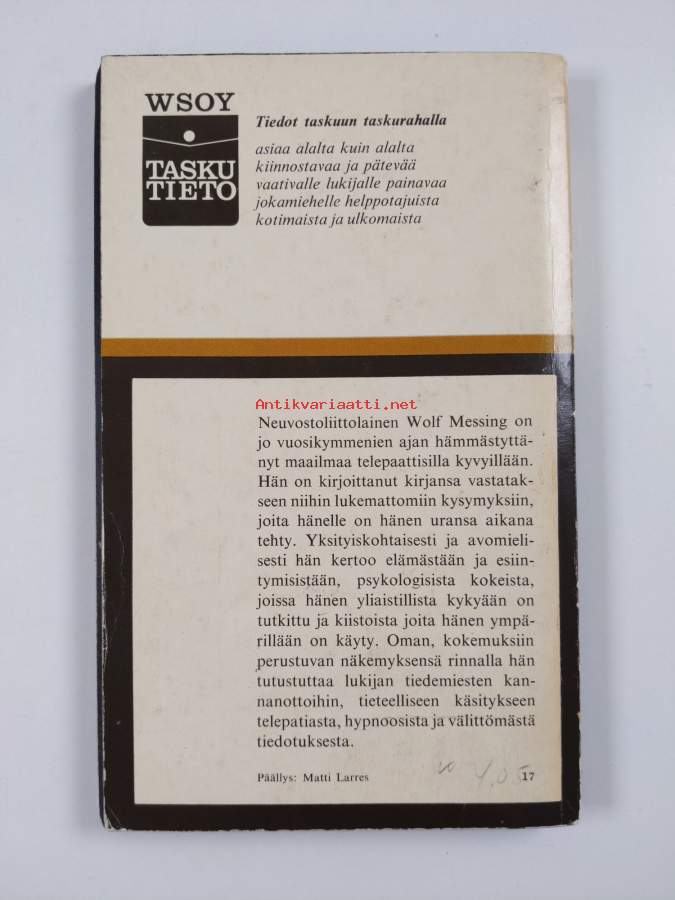 WSOY
TASKU
TIETO
Tiedot taskuun taskurahalla
asiaa alalta kuin alalta
kiinnostavaa ja pätevää
vaativalle lukijalle painavaa
jokamiehelle helppotajuista
kotimaista ja ulkomaista
Antikvariaatti.net
Neuvostoliittolainen Wolf Messing on
jo vuosikymmenien ajan hämmästyttä-
nyt maailmaa telepaattisilla kyvyillään.
Hän on kirjoittanut kirjansa vastatak-
seen niihin lukemattomiin kysymyksiin,
joita hänelle on hänen uransa aikana
tehty. Yksityiskohtaisesti ja avomieli-
sesti hän kertoo elämästään ja esiin-
tymisistään, psykologisista kokeista,
joissa hänen yliaistillista kykyään on
tutkittu ja kiistoista joita hänen ympä-
rillään on käyty. Oman, kokemuksiin
perustuvan näkemyksensä rinnalla hän
tutustuttaa lukijan tiedemiesten kan-
nanottoihin, tieteelliseen käsitykseen
telepatiasta, hypnoosista ja välittömästä
tiedotuksesta.
Päällys: Matti Larres
17